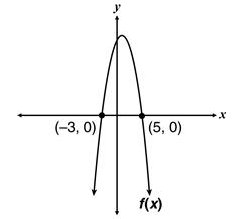 y
x
(–3, 0) (5, 0)
f(x)